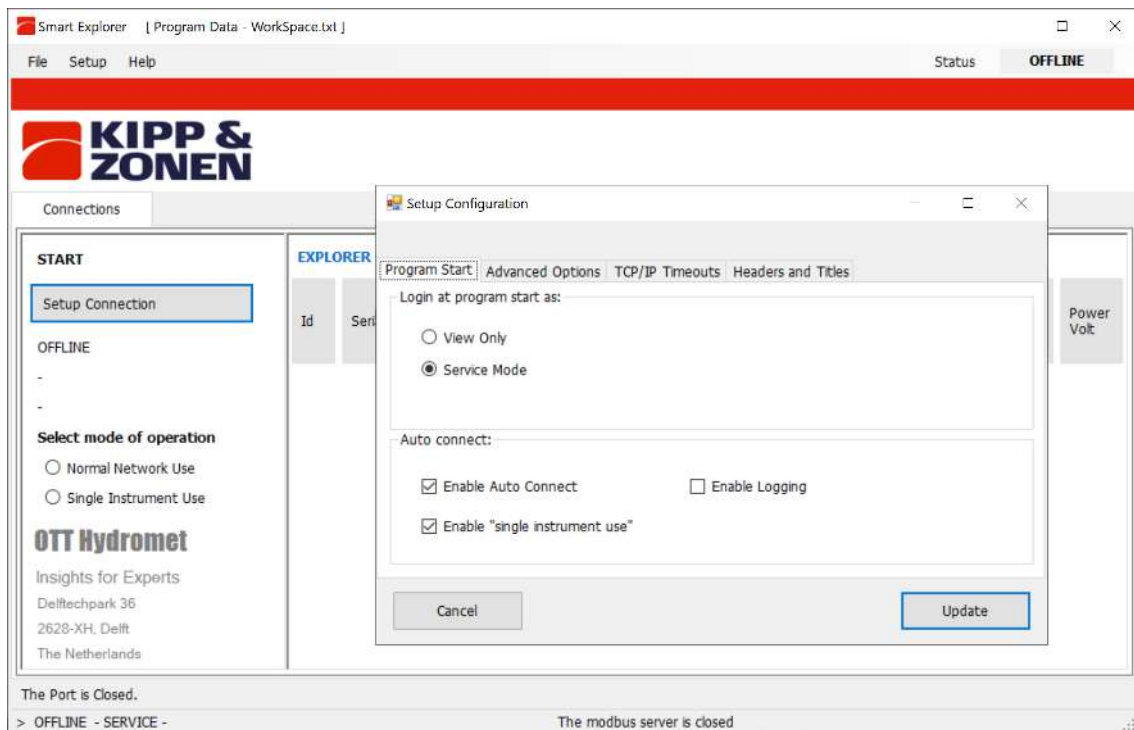 Smart Explorer [ Program Data - WorkSpace.txt ]
File Setup Help Status OFFLINE
KIPP &
ZONEN
Connections
START
Setup Connection
OFFLINE
-
-
Select mode of operation
Normal Network Use
Single Instrument Use
OTT Hydromet
Insights for Experts
Delftechpark 36
2628-XH, Delft
The Netherlands
EXPLORER
Id
Power
Volt
Setup Configuration
Program Start Advanced Options TCP/IP Timeouts Headers and Titles
Login at program start as:
View Only
Service Mode
Auto connect:
Enable Auto Connect Enable Logging
Enable "single instrument use"
Cancel Update
The Port is Closed.
> OFFLINE - SERVICE - The modbus server is closed